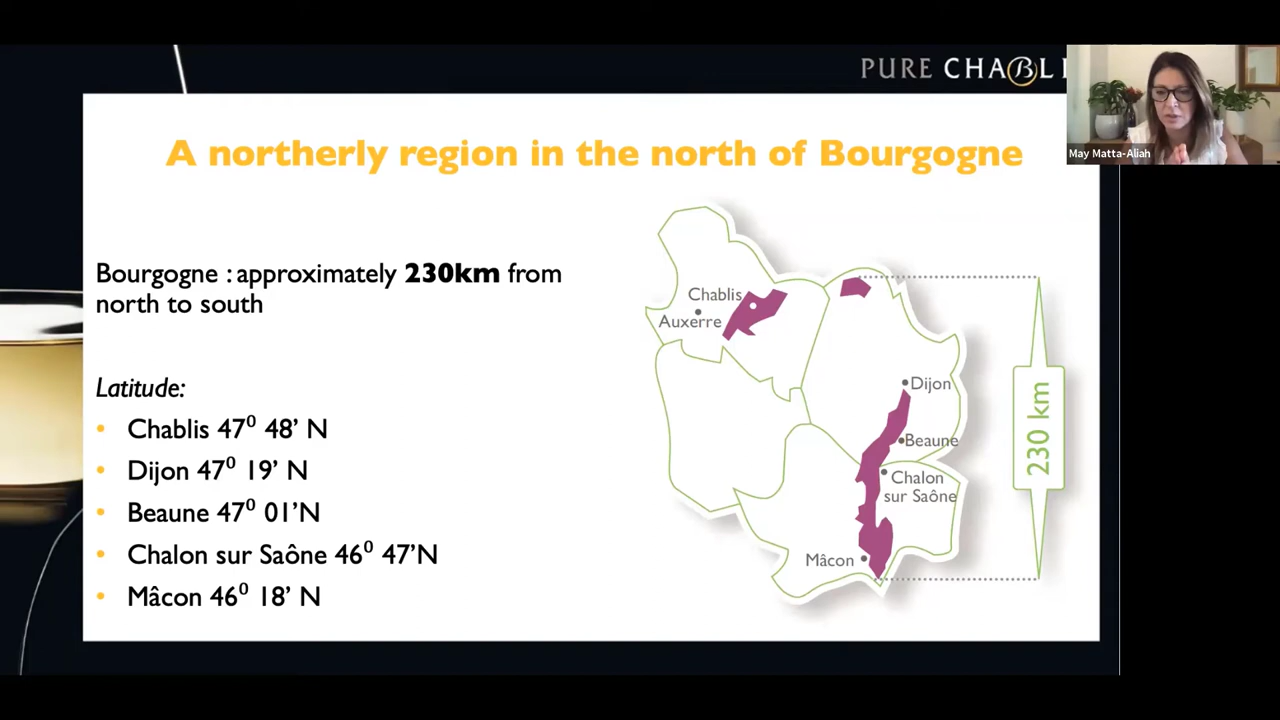 PURE CHABLI
May Matta-Aliah
A northerly region in the north of Bourgogne
Bourgogne : approximately 230km from
north to south
Latitude:
• Chablis 47⁰ 48’ N
• Dijon 47⁰ 19’ N
• Beaune 47⁰ 01’N
• Chalon sur Saône 46⁰ 47’N
• Mâcon 46⁰ 18’ N
Chablis
Auxerre
Dijon
Beaune
Chalon
sur Saône
Mâcon
230 km